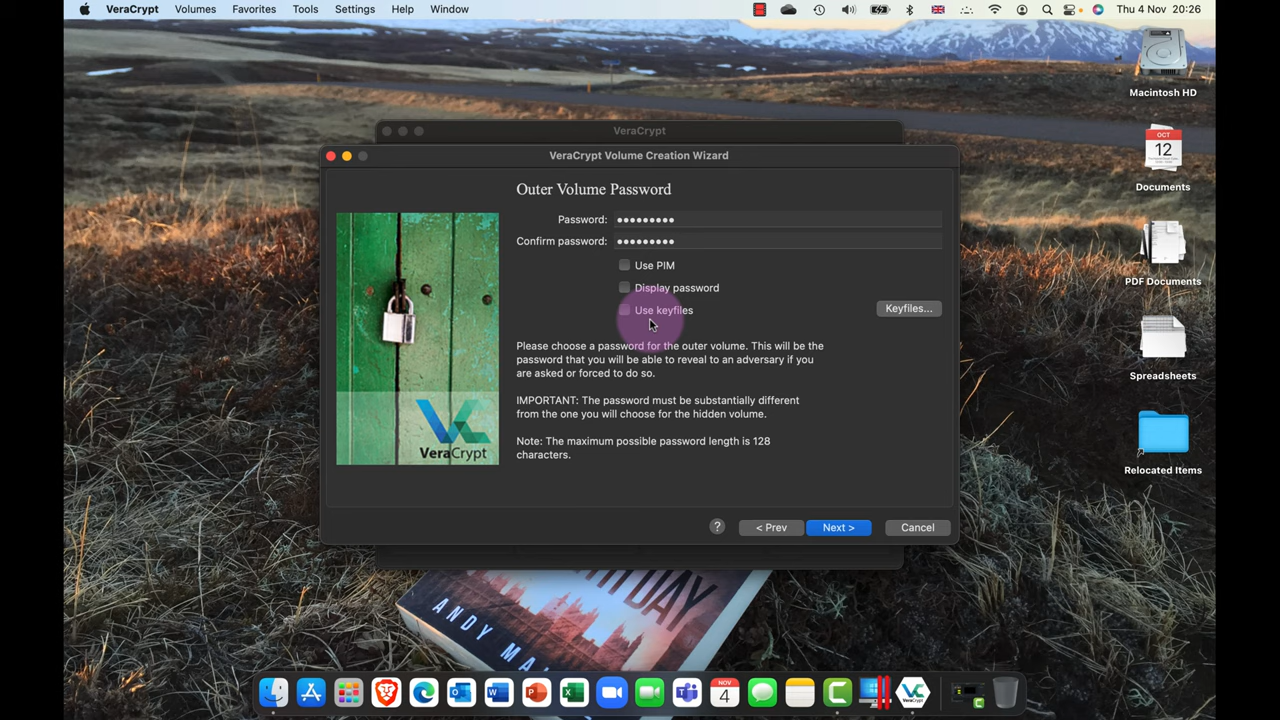 VeraCrypt Volumes Favorites Tools Settings Help Window Thu 4 Nov 20:26
Macintosh HD
OCT
12
Documents
PDF Documents
Spreadsheets
Relocated Items
VeraCrypt
VeraCrypt Volume Creation Wizard
Outer Volume Password
Password: •••••••••
Confirm password: •••••••••
Use PIM
Display password
Use keyfiles
Keyfiles...
Please choose a password for the outer volume. This will be the
password that you will be able to reveal to an adversary if you
are asked or forced to do so.
IMPORTANT: The password must be substantially different
from the one you will choose for the hidden volume.
Note: The maximum possible password length is 128
characters.
VeraCrypt
? < Prev Next > Cancel
ANDY
NOV
4